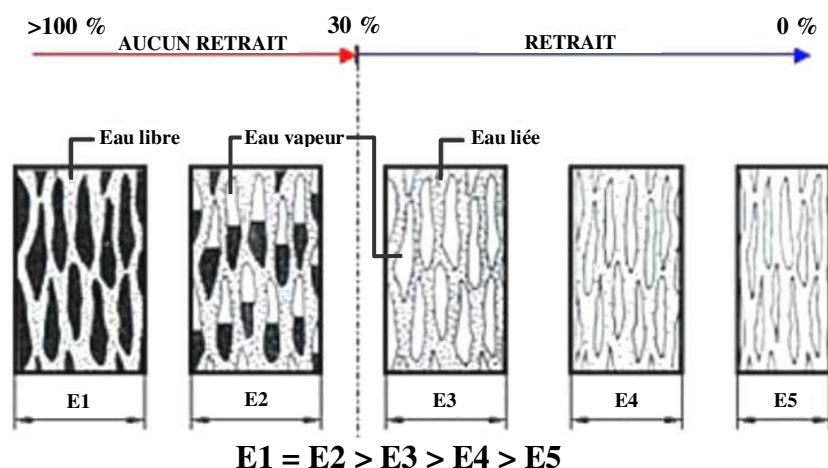 >100 % 30 % 0 %
AUCUN RETRAIT RETRAIT
Eau libre Eau vapeur Eau liée
E1 E2 E3 E4 E5
E1 = E2 > E3 > E4 > E5